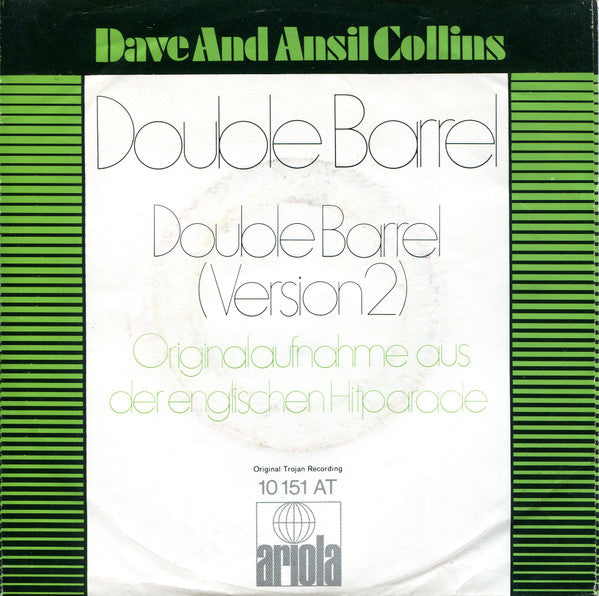 Dave And Ansil Collins
Double Barrel
Double Barrel
(Version 2)
Originalaufnahme aus
der englischen Hitparade
Original Trojan Recording
10 151 AT
ariola